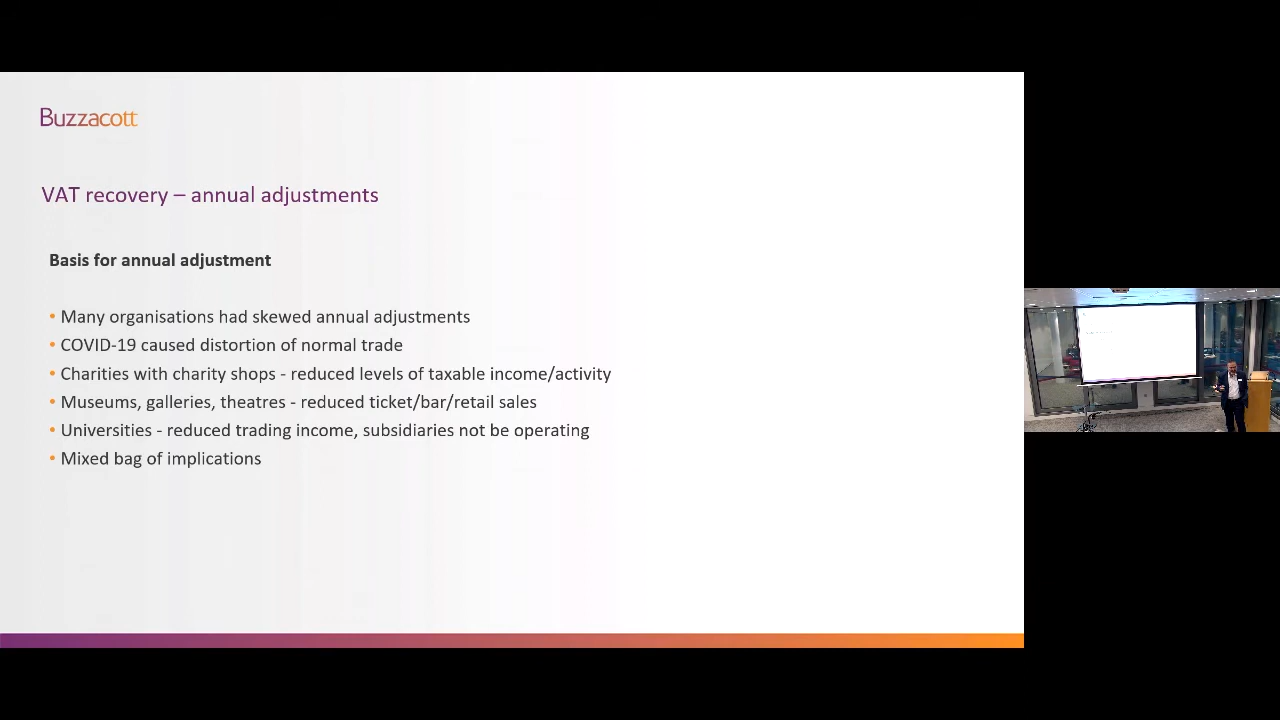 Buzzacott
VAT recovery – annual adjustments
Basis for annual adjustment
• Many organisations had skewed annual adjustments
• COVID-19 caused distortion of normal trade
• Charities with charity shops - reduced levels of taxable income/activity
• Museums, galleries, theatres - reduced ticket/bar/retail sales
• Universities - reduced trading income, subsidiaries not be operating
• Mixed bag of implications